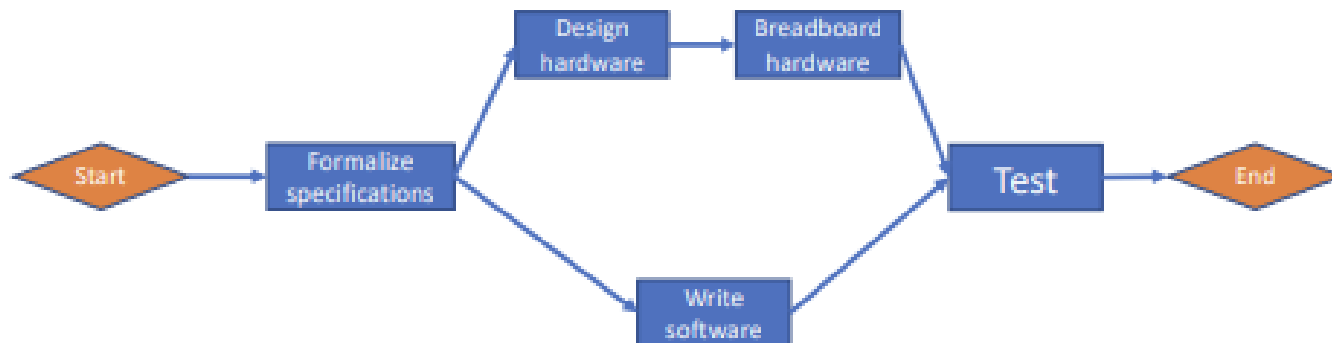 Design
hardware
Breadboard
hardware
Start
Formalize
specifications
Test
End
Write
software